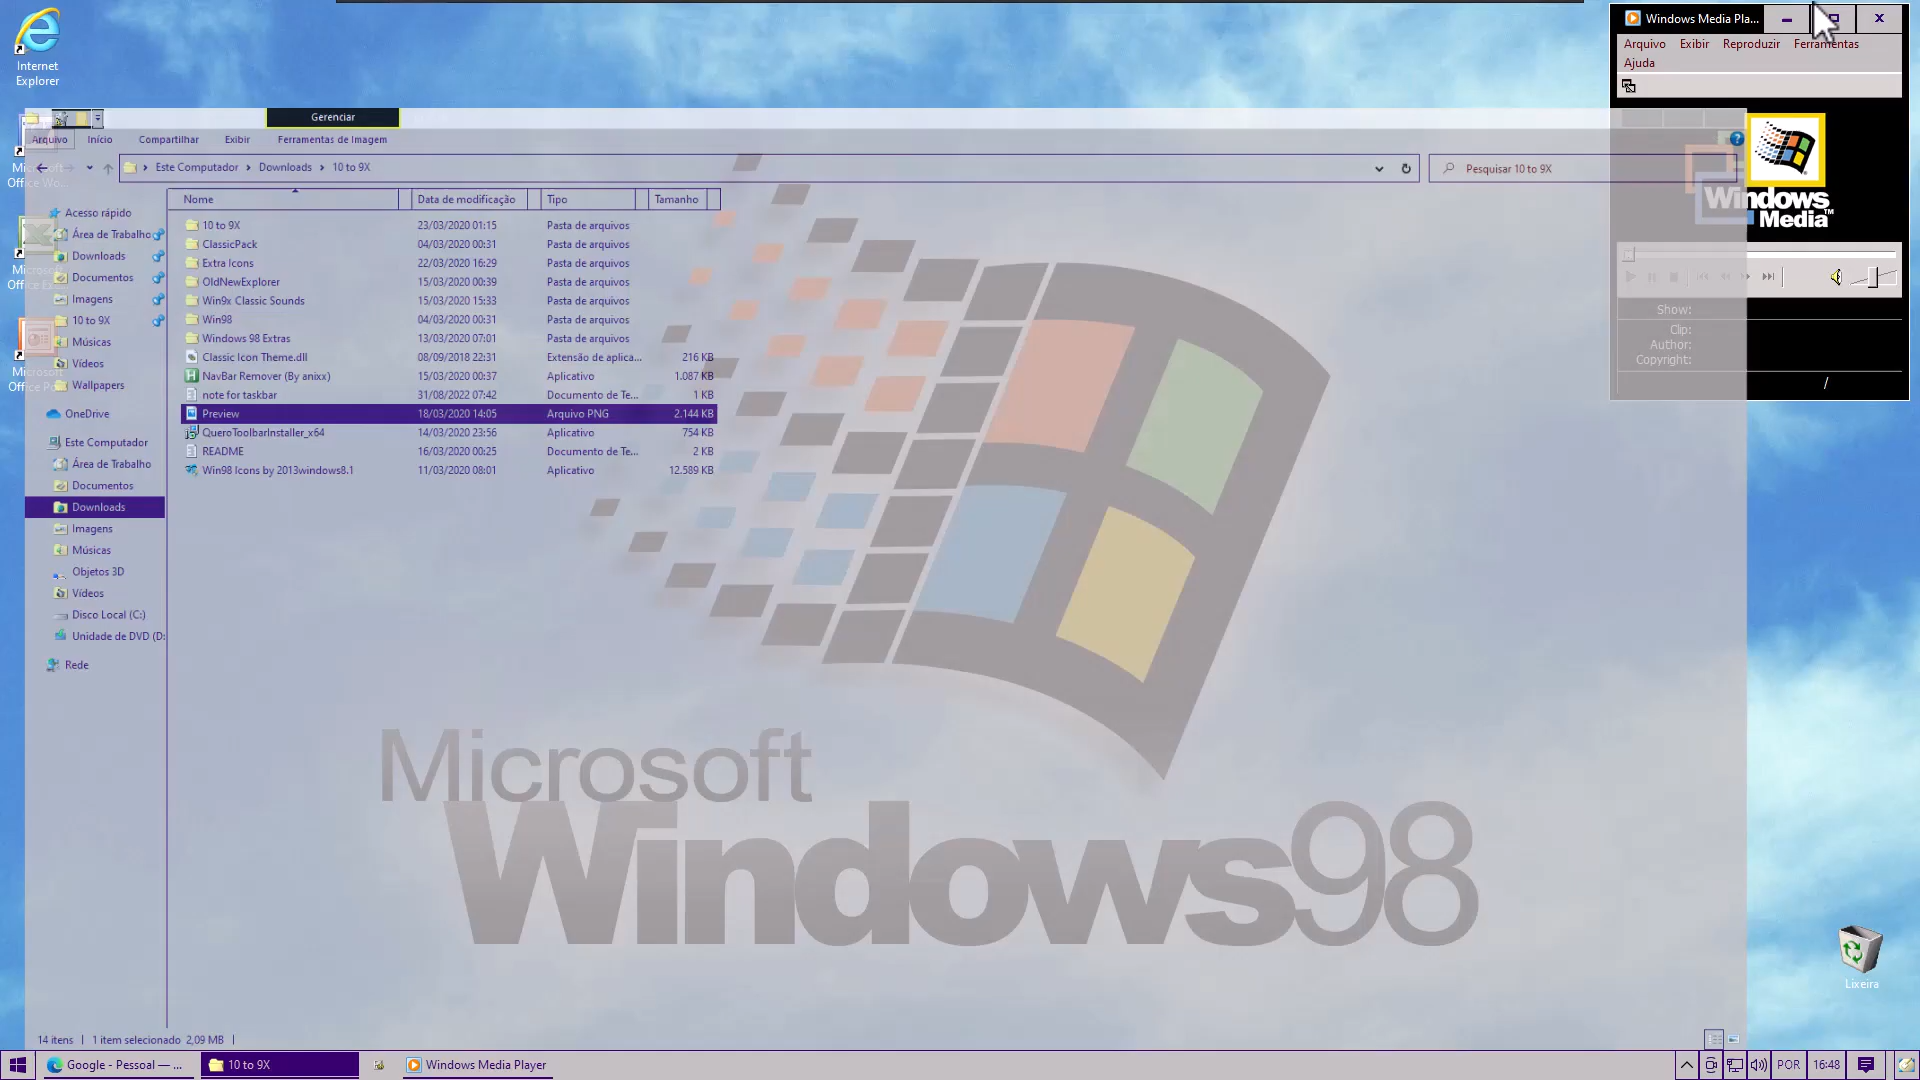 Internet
Explorer
Windows Media Pla...
Arquivo Exibir Reproduzir Ferramentas
Ajuda
Gerenciar
Arquivo Início Compartilhar Exibir Ferramentas de Imagem
Este Computador > Downloads > 10 to 9X
Pesquisar 10 to 9X
Nome Data de modificação Tipo Tamanho
10 to 9X 23/03/2020 01:15 Pasta de arquivos
ClassicPack 04/03/2020 00:31 Pasta de arquivos
Extra Icons 22/03/2020 16:29 Pasta de arquivos
OldNewExplorer 15/03/2020 00:39 Pasta de arquivos
Win9x Classic Sounds 15/03/2020 15:33 Pasta de arquivos
Win98 04/03/2020 00:31 Pasta de arquivos
Windows 98 Extras 13/03/2020 07:01 Pasta de arquivos
Classic Icon Theme.dll 08/09/2018 22:31 Extensão de aplica... 216 KB
NavBar Remover (By anixx) 15/03/2020 00:37 Aplicativo 1.087 KB
note for taskbar 31/08/2022 07:42 Documento de Te... 1 KB
Preview 18/03/2020 14:05 Arquivo PNG 2.144 KB
QueroToolbarInstaller_x64 14/03/2020 23:56 Aplicativo 754 KB
README 16/03/2020 00:25 Documento de Te... 2 KB
Win98 Icons by 2013windows8.1 11/03/2020 08:01 Aplicativo 12.589 KB
Acesso rápido
Área de Trabalho
Downloads
Documentos
Imagens
10 to 9X
Músicas
Vídeos
Wallpapers
OneDrive
Este Computador
Área de Trabalho
Documentos
Downloads
Imagens
Músicas
Objetos 3D
Vídeos
Disco Local (C:)
Unidade de DVD (D:
Rede
Windows
Media™
Show:
Clip:
Author:
Copyright:
/
Microsoft
Windows98
Lixeira
14 itens 1 item selecionado 2,09 MB
Google - Pessoal — ... 10 to 9X Windows Media Player POR 16:48